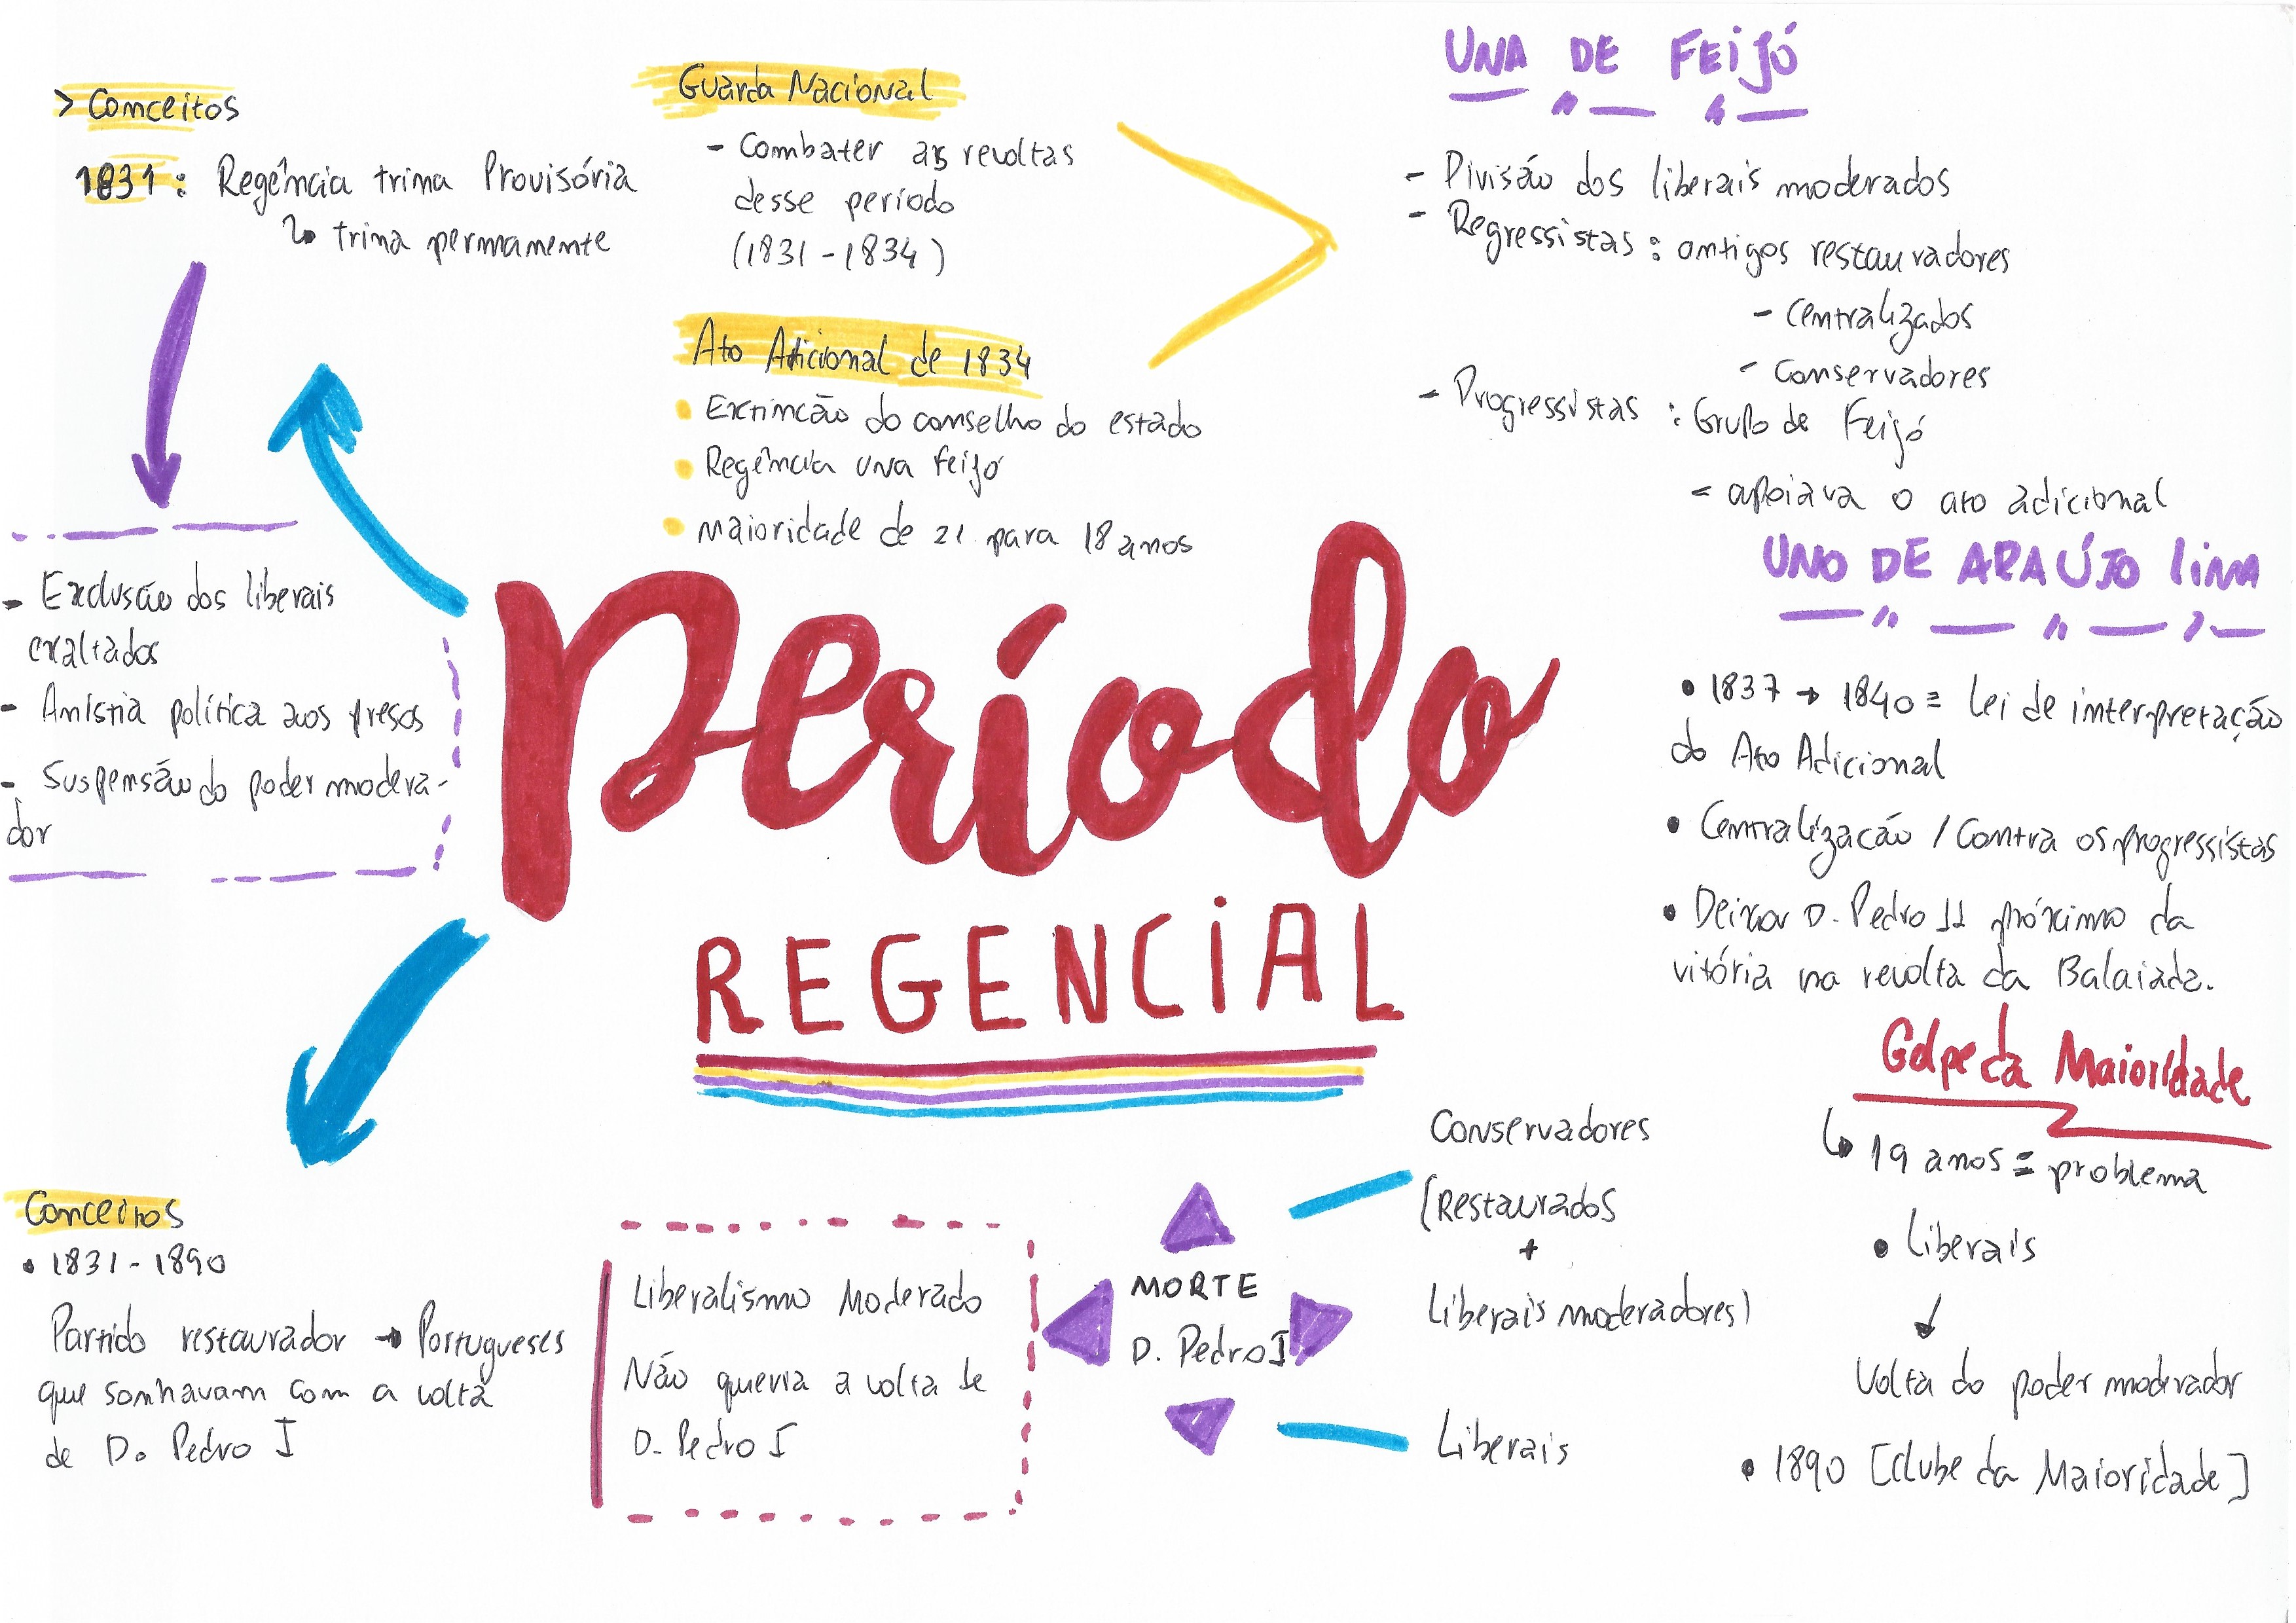 > Conceitos
1831: Regência trina Provisória
↳ trina permanente
- Exclusão dos liberais
exaltados
- Anistia política aos presos
- Suspensão do poder modera-
dor
Guarda Nacional
- Combater as revoltas
desse período
(1831-1834)
Ato Adicional de 1834
• Extincão do conselho do estado
• Regência una feijó
• Maioridade de 21 para 18 anos
UNA DE FEIJÓ
- Divisão dos liberais moderados
- Regressistas: antigos restauradores
- Centralizados
- Conservadores
- Progressistas: Grupo de Feijó
= apoiava o ato adicional
UNO DE ARAÚJO LIMA
• 1837 → 1840 = Lei de interpretação
do Ato Adicional
• Centralizacão / Contra os progressistas
• Deixar D. Pedro II próximo da
vitória na revolta da Balaiada.
Período
REGENCIAL
Golpe da Maioridade
↳ 19 anos = problema
• Liberais
↓
Volta do poder moderador
• 1890 [Clube da Maioridade]
Conceitos
• 1831-1890
Partido restaurador → Portugueses
que sonhavam com a volta
de D. Pedro I
Liberalismo Moderado
Não queria a volta de
D. Pedro I
MORTE
D. Pedro I
Conservadores
(Restaurados
+
Liberais moderadores)
Liberais